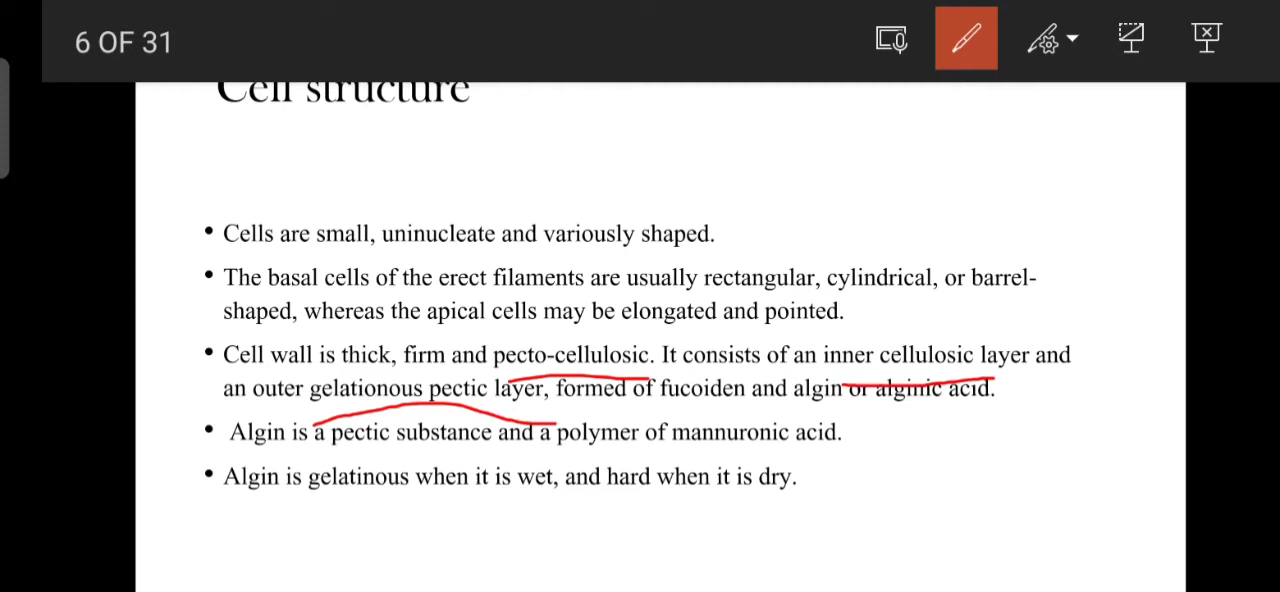 6 OF 31
Cell structure
• Cells are small, uninucleate and variously shaped.
• The basal cells of the erect filaments are usually rectangular, cylindrical, or barrel-
shaped, whereas the apical cells may be elongated and pointed.
• Cell wall is thick, firm and pecto-cellulosic. It consists of an inner cellulosic layer and
an outer gelationous pectic layer, formed of fucoiden and algin or alginic acid.
• Algin is a pectic substance and a polymer of mannuronic acid.
• Algin is gelatinous when it is wet, and hard when it is dry.